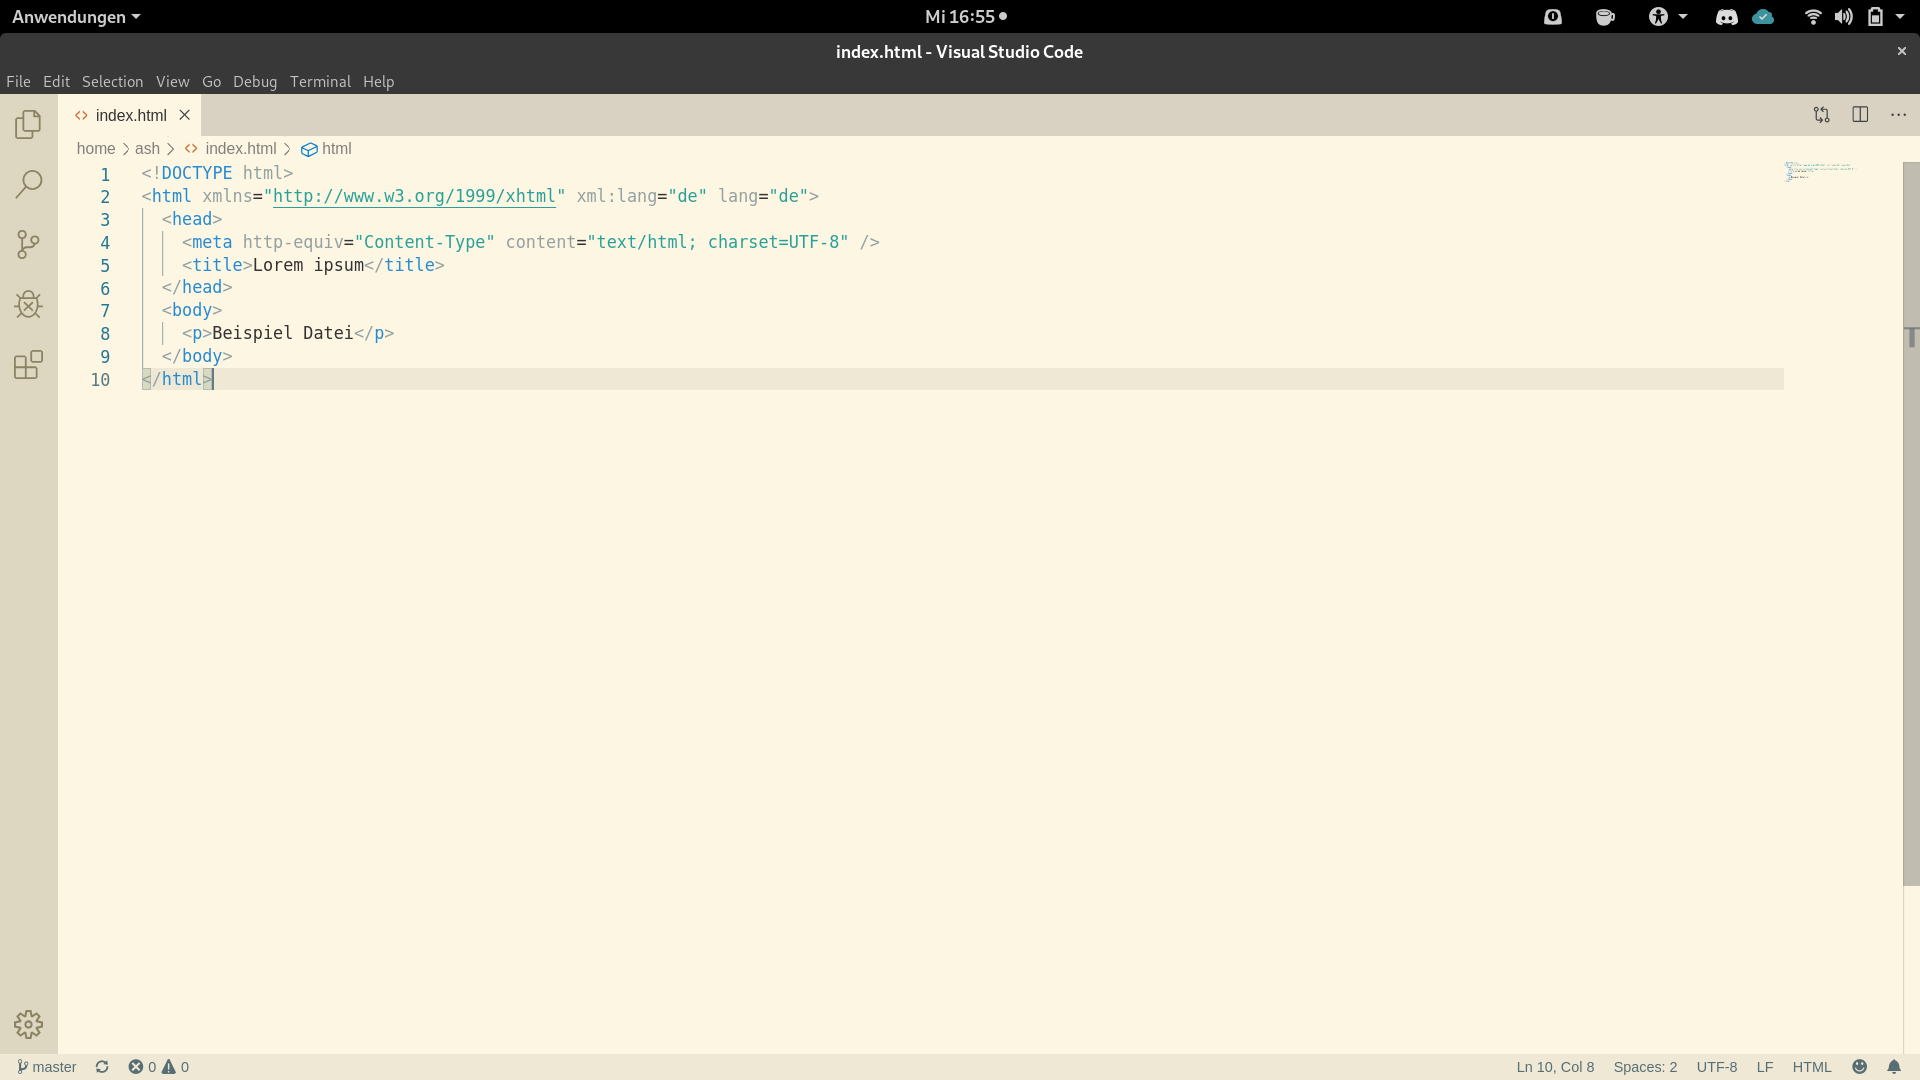 Anwendungen
Mi 16:55
index.html - Visual Studio Code
File Edit Selection View Go Debug Terminal Help
index.html
home ash index.html html
1 <!DOCTYPE html>
2 <html xmlns="http://www.w3.org/1999/xhtml" xml:lang="de" lang="de">
3 <head>
4 <meta http-equiv="Content-Type" content="text/html; charset=UTF-8" />
5 <title>Lorem ipsum</title>
6 </head>
7 <body>
8 <p>Beispiel Datei</p>
9 </body>
10 </html>
master 0 0 Ln 10, Col 8 Spaces: 2 UTF-8 LF HTML